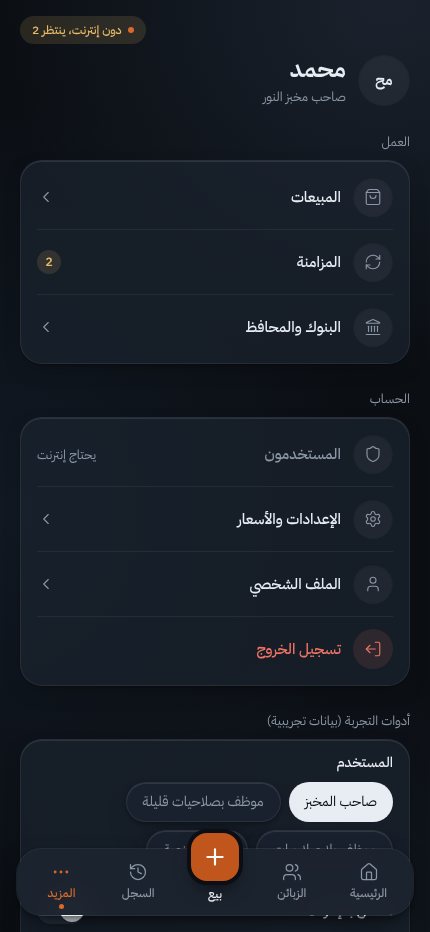 دون إنترنت، ينتظر 2
مح
محمد
صاحب مخبز النور
العمل
المبيعات
المزامنة
2
البنوك والمحافظ
الحساب
المستخدمون
يحتاج إنترنت
الإعدادات والأسعار
الملف الشخصي
تسجيل الخروج
أدوات التجربة (بيانات تجريبية)
المستخدم
صاحب المخبز
موظف بصلاحيات قليلة
الرئيسية
الزبائن
بيع
السجل
المزيد